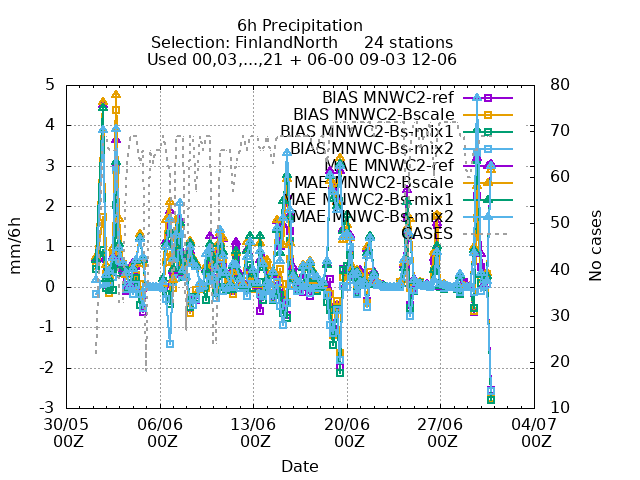 6h Precipitation
Selection: FinlandNorth 24 stations
Used 00,03,...,21 + 06-00 09-03 12-06
BIAS MNWC2-ref
BIAS MNWC2-Bscale
BIAS MNWC2-Bs-mix1
BIAS MNWC-Bs-mix2
MAE MNWC2-ref
MAE MNWC2-Bscale
MAE MNWC2-Bs-mix1
MAE MNWC-Bs-mix2
CASES
5
4
3
2
1
0
-1
-2
-3
mm/6h
80
70
60
50
40
30
20
10
No cases
30/05 06/06 13/06 20/06 27/06 04/07
00Z 00Z 00Z 00Z 00Z 00Z
Date